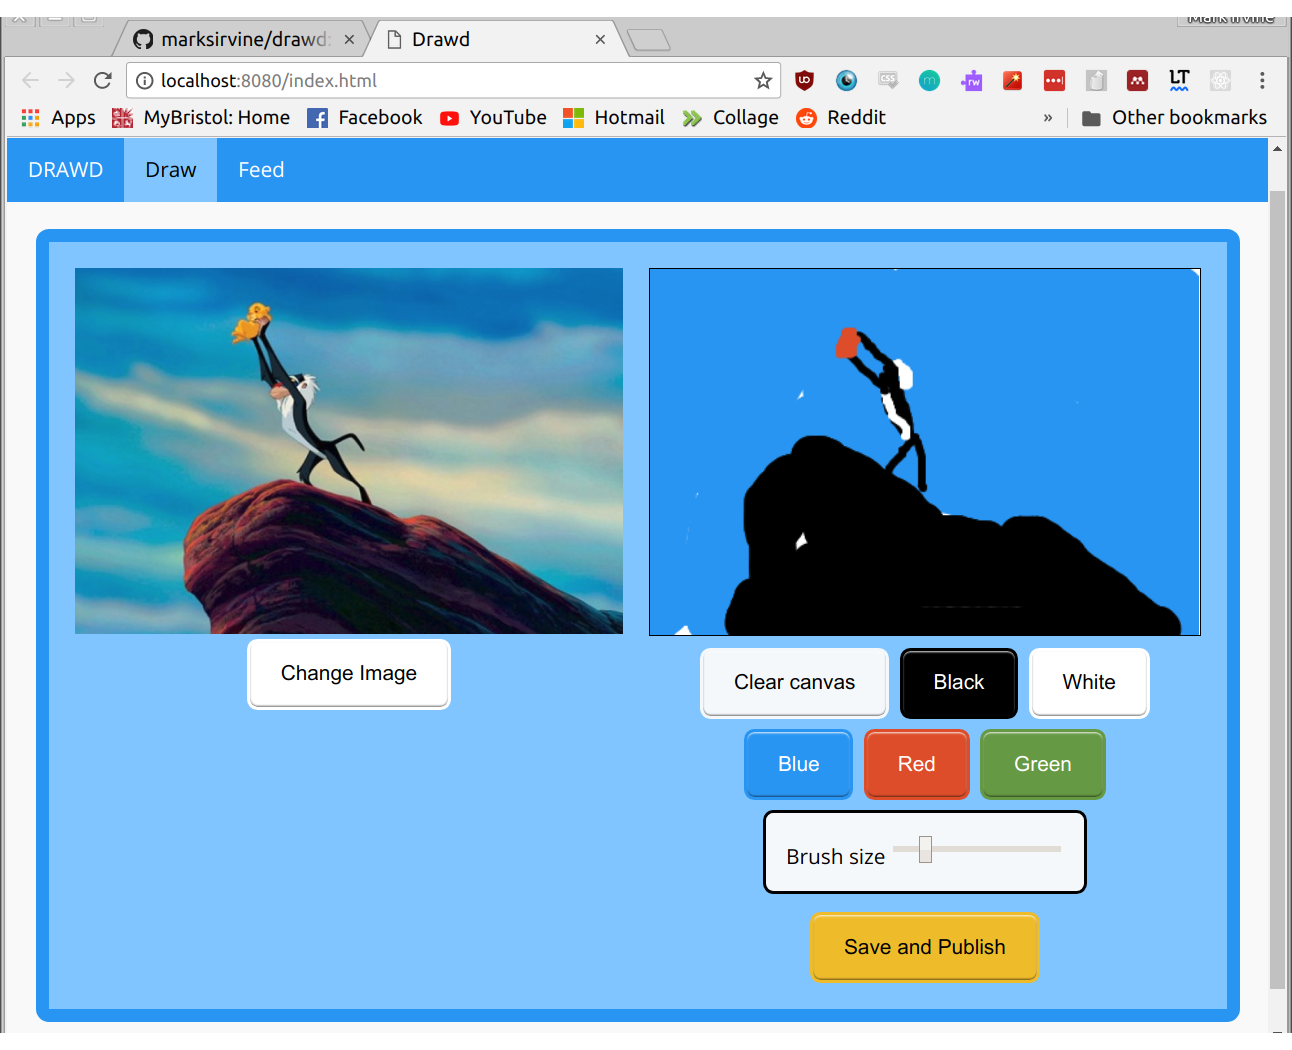 Mark Irvine
marksirvine/drawd: Drawd
localhost:8080/index.html
Apps MyBristol: Home Facebook YouTube Hotmail Collage Reddit » Other bookmarks
DRAWD Draw Feed
Change Image
Clear canvas Black White
Blue Red Green
Brush size
Save and Publish